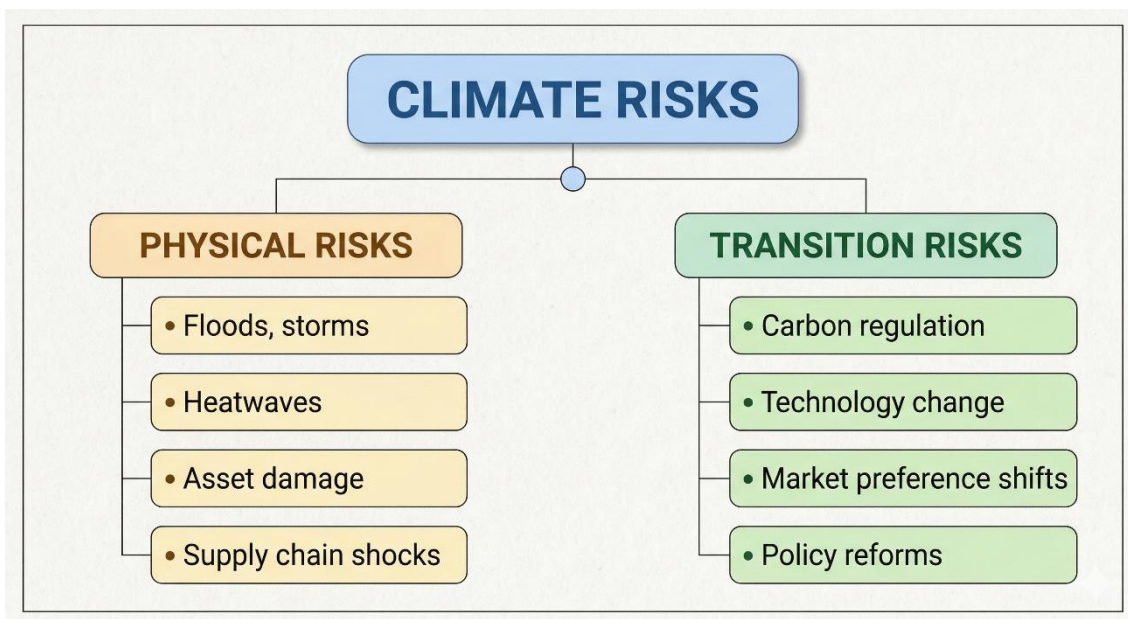 CLIMATE RISKS
PHYSICAL RISKS
• Floods, storms
• Heatwaves
• Asset damage
• Supply chain shocks
TRANSITION RISKS
• Carbon regulation
• Technology change
• Market preference shifts
• Policy reforms